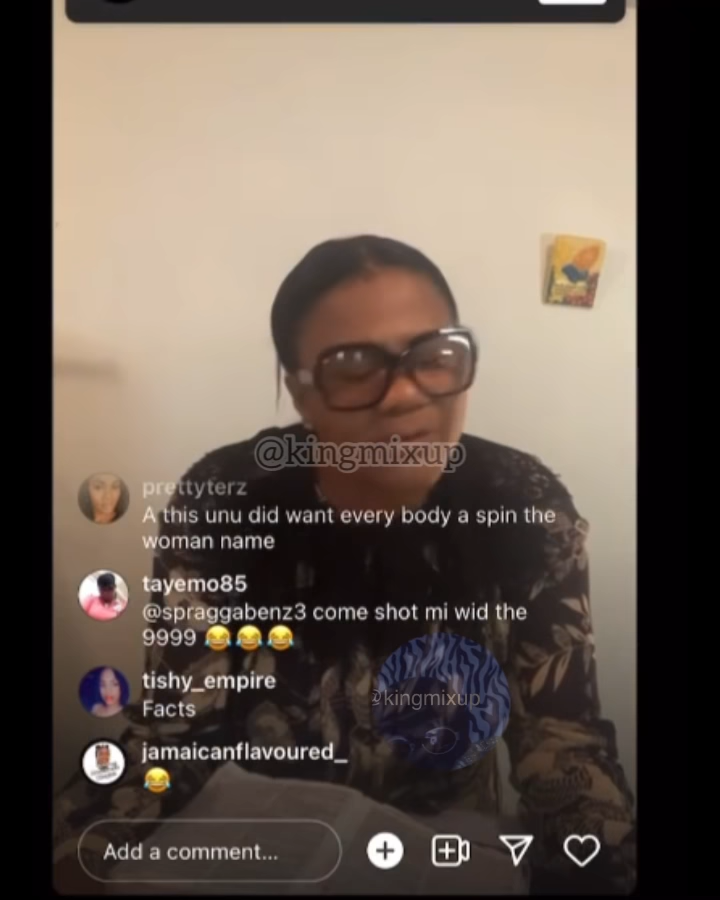 @kingmixup
prettyterz
A this unu did want every body a spin the
woman name
tayemo85
@spraggabenz3 come shot mi wid the
9999 😂😂😂
tishy_empire
Facts
@kingmixup
jamaicanflavoured_
😂
Add a comment...